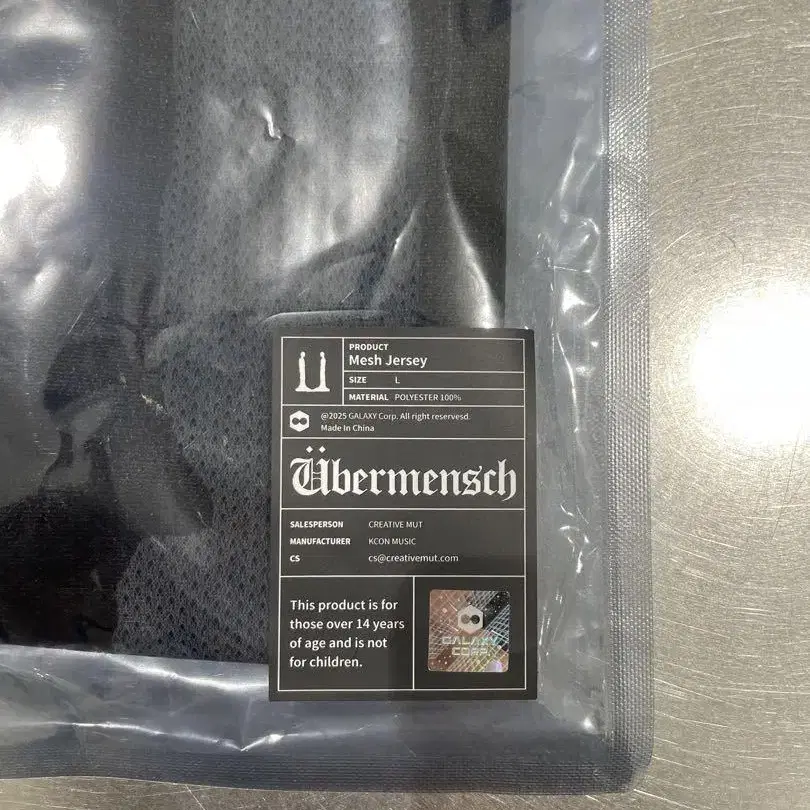 PRODUCT
Mesh Jersey
SIZE L
MATERIAL POLYESTER 100%
@2025 GALAXY Corp. All right reservesd.
Made In China
Übermensch
SALESPERSON CREATIVE MUT
MANUFACTURER KCON MUSIC
CS cs@creativemut.com
This product is for
those over 14 years
of age and is not
for children.
GALAXY
CORP.